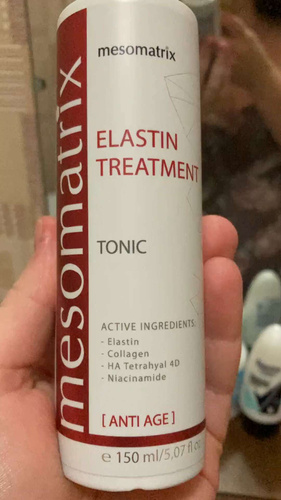 mesomatrix
mesomatrix
ELASTIN
TREATMENT
TONIC
ACTIVE INGREDIENTS:
- Elastin
- Collagen
- HA Tetrahyal 4D
- Niacinamide
[ ANTI AGE ]
e 150 ml/5,07 fl oz